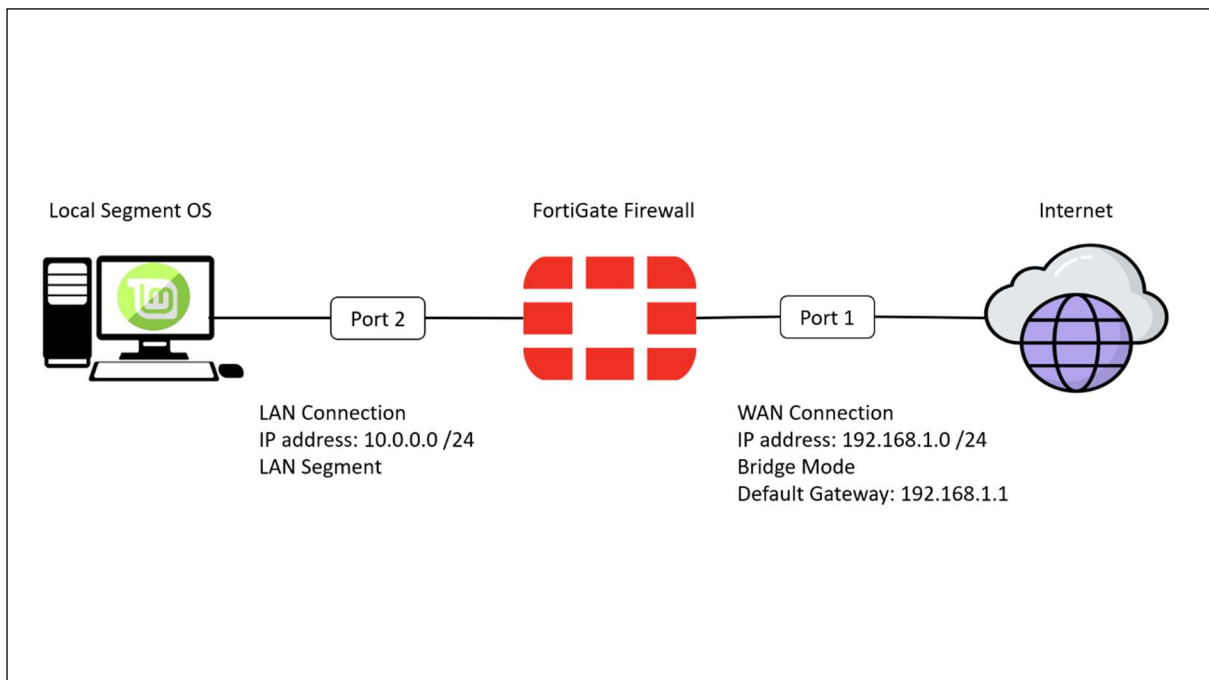 Local Segment OS
FortiGate Firewall
Internet
Port 2
Port 1
LAN Connection
IP address: 10.0.0.0 /24
LAN Segment
WAN Connection
IP address: 192.168.1.0 /24
Bridge Mode
Default Gateway: 192.168.1.1